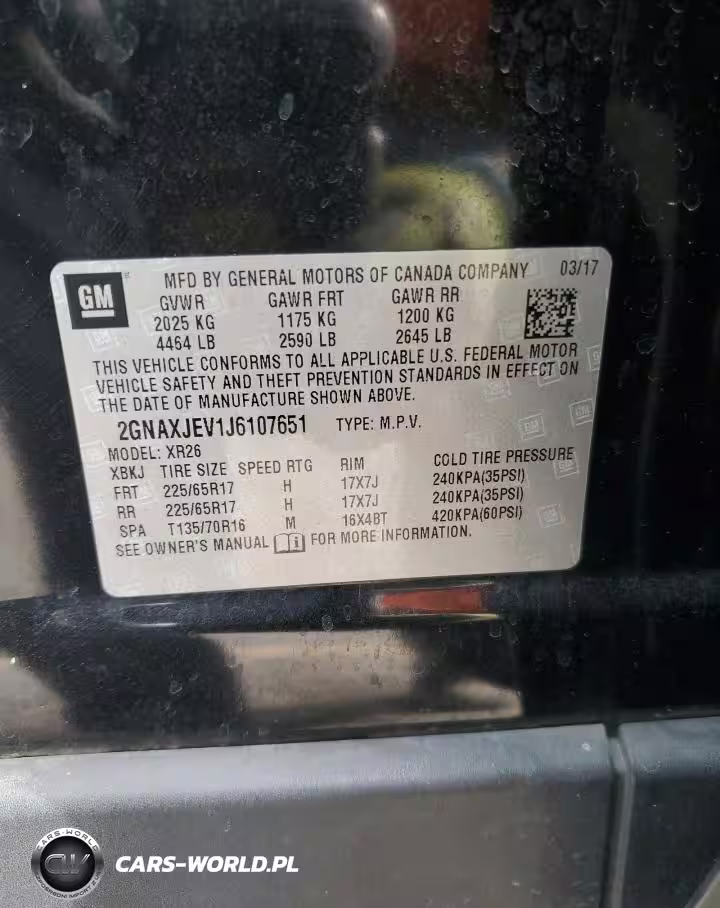 GM
MFD BY GENERAL MOTORS OF CANADA COMPANY 03/17
GVWR GAWR FRT GAWR RR
2025 KG 1175 KG 1200 KG
4464 LB 2590 LB 2645 LB
THIS VEHICLE CONFORMS TO ALL APPLICABLE U.S. FEDERAL MOTOR
VEHICLE SAFETY AND THEFT PREVENTION STANDARDS IN EFFECT ON
THE DATE OF MANUFACTURE SHOWN ABOVE.
2GNAXJEV1J6107651 TYPE: M.P.V.
MODEL: XR26
XBKJ TIRE SIZE SPEED RTG RIM COLD TIRE PRESSURE
FRT 225/65R17 H 17X7J 240KPA(35PSI)
RR 225/65R17 H 17X7J 240KPA(35PSI)
SPA T135/70R16 M 16X4BT 420KPA(60PSI)
SEE OWNER'S MANUAL FOR MORE INFORMATION.
CARS-WORLD
CW
CARS-WORLD.PL